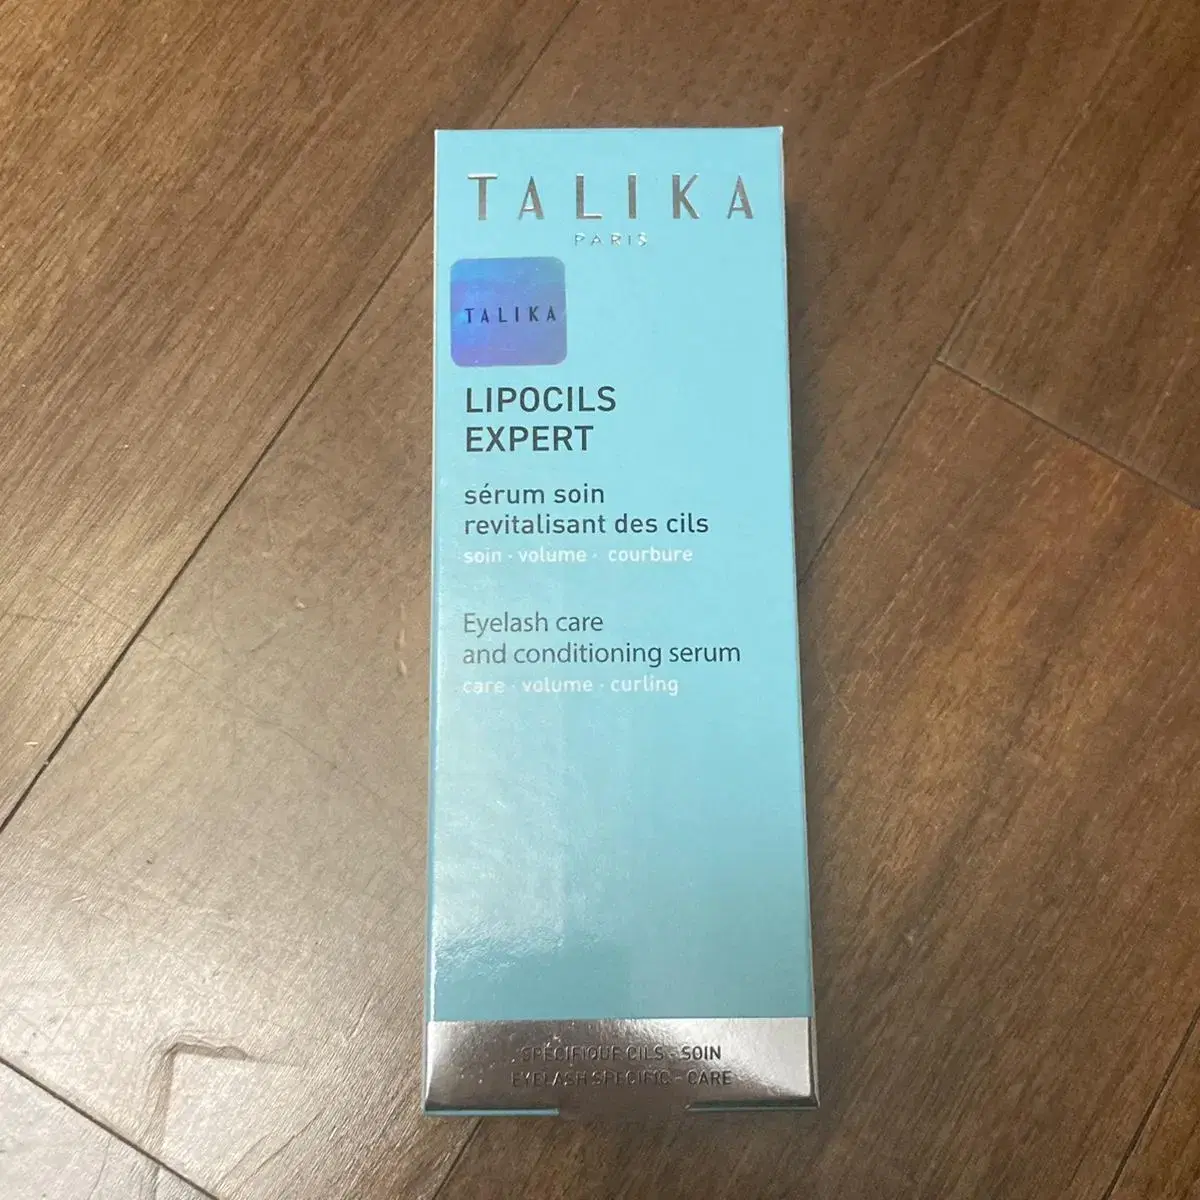 TALIKA
PARIS
TALIKA
LIPOCILS
EXPERT
sérum soin
revitalisant des cils
soin · volume · courbure
Eyelash care
and conditioning serum
care · volume · curling
SPÉCIFIQUE CILS - SOIN
EYELASH SPECIFIC - CARE